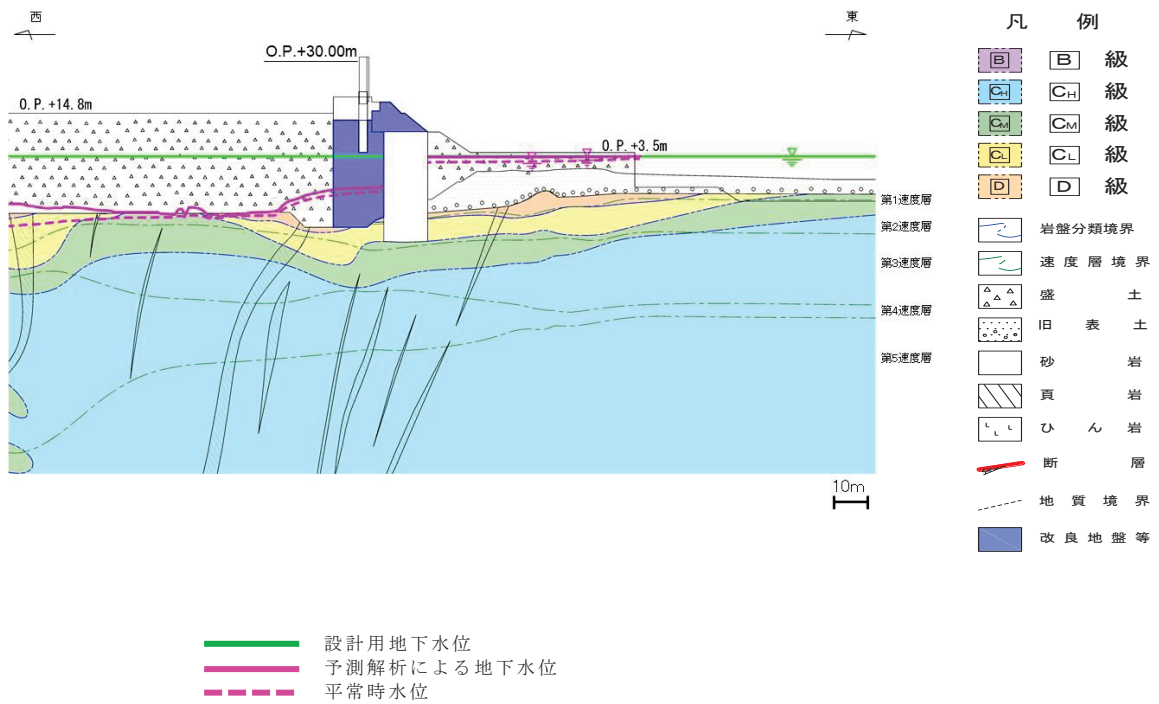 西
東
O.P.+30.00m
O.P.+14.8m
O.P.+3.5m
第1速度層
第2速度層
第3速度層
第4速度層
第5速度層
10m
凡 例
B B 級
CH CH 級
CM CM 級
CL CL 級
D D 級
岩盤分類境界
速度層境界
盛土
旧表土
砂岩
頁岩
ひん岩
断層
地質境界
改良地盤等
設計用地下水位
予測解析による地下水位
平常時水位